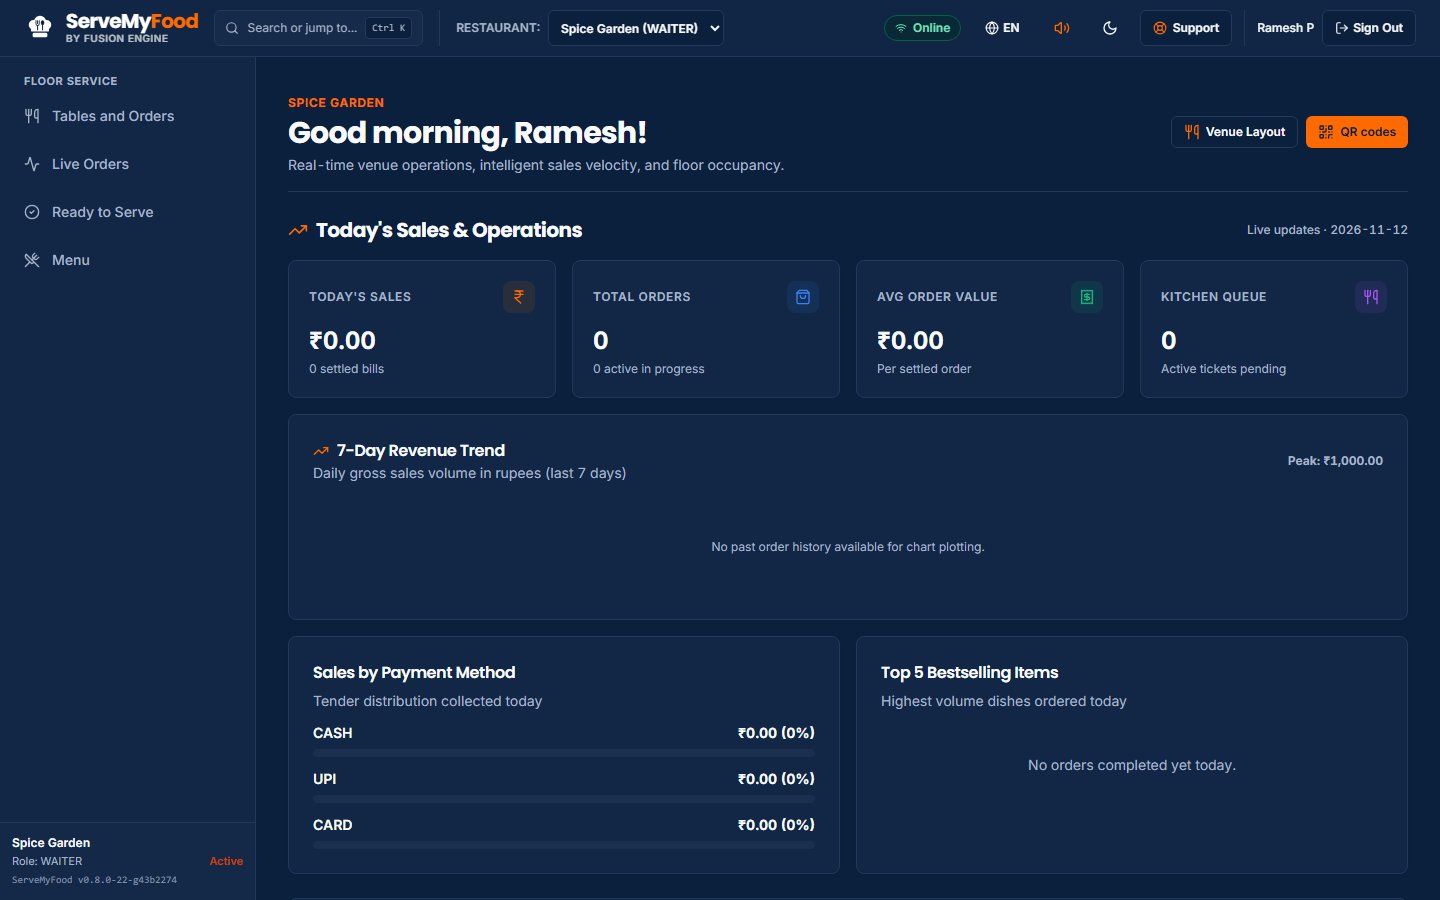 ServeMyFood
BY FUSION ENGINE
Search or jump to... Ctrl K
RESTAURANT: Spice Garden (WAITER)
Online
EN
Support
Ramesh P
Sign Out
FLOOR SERVICE
Tables and Orders
Live Orders
Ready to Serve
Menu
SPICE GARDEN
Good morning, Ramesh!
Real-time venue operations, intelligent sales velocity, and floor occupancy.
Venue Layout
QR codes
Today's Sales & Operations
Live updates · 2026-11-12
TODAY'S SALES
₹0.00
0 settled bills
TOTAL ORDERS
0
0 active in progress
AVG ORDER VALUE
₹0.00
Per settled order
KITCHEN QUEUE
0
Active tickets pending
7-Day Revenue Trend
Daily gross sales volume in rupees (last 7 days)
Peak: ₹1,000.00
No past order history available for chart plotting.
Sales by Payment Method
Tender distribution collected today
CASH ₹0.00 (0%)
UPI ₹0.00 (0%)
CARD ₹0.00 (0%)
Top 5 Bestselling Items
Highest volume dishes ordered today
No orders completed yet today.
Spice Garden
Role: WAITER Active
ServeMyFood v0.8.0-22-g43b2274